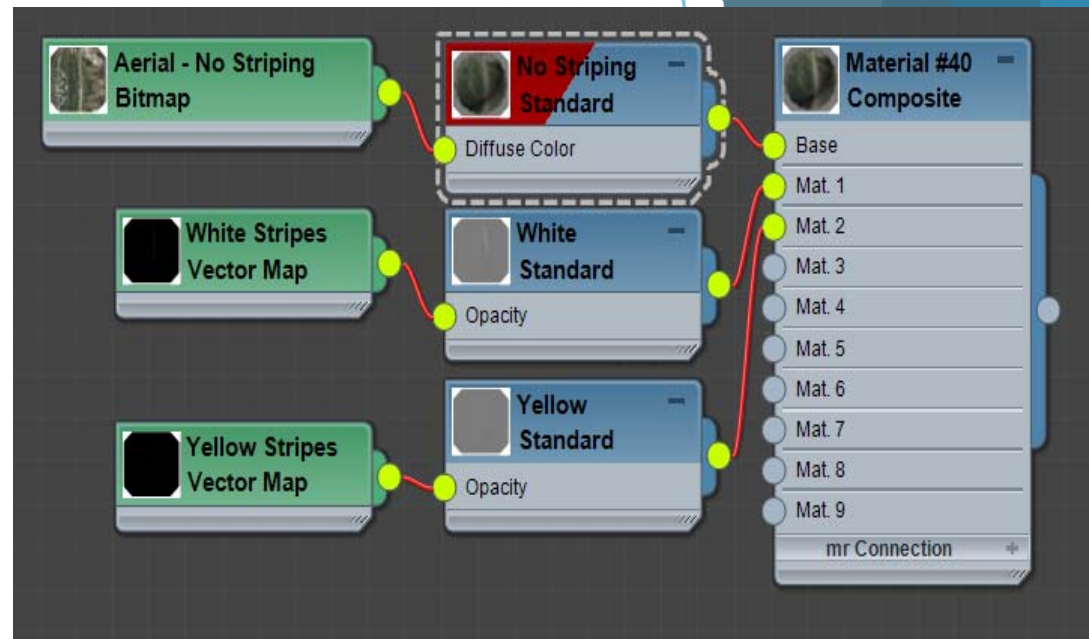 Aerial - No Striping
Bitmap
No Striping
Standard
Diffuse Color
Material #40
Composite
Base
Mat. 1
Mat. 2
Mat. 3
Mat. 4
Mat. 5
Mat. 6
Mat. 7
Mat. 8
Mat. 9
mr Connection
White Stripes
Vector Map
White
Standard
Opacity
Yellow Stripes
Vector Map
Yellow
Standard
Opacity